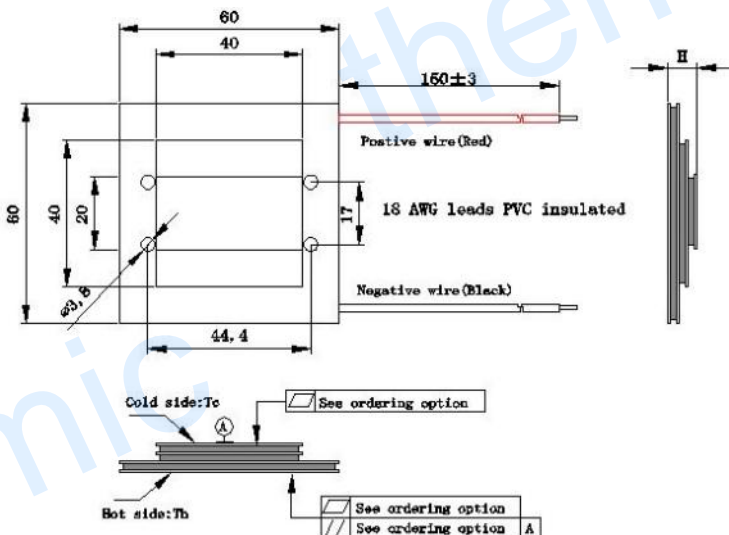 60
40
150±3
H
Postive wire(Red)
60
40
20
17
18 AWG leads PVC insulated
ø3,8
Negative wire(Black)
44,4
Cold side:Tc
See ordering option
A
Hot side:Th
See ordering option
// See ordering option A